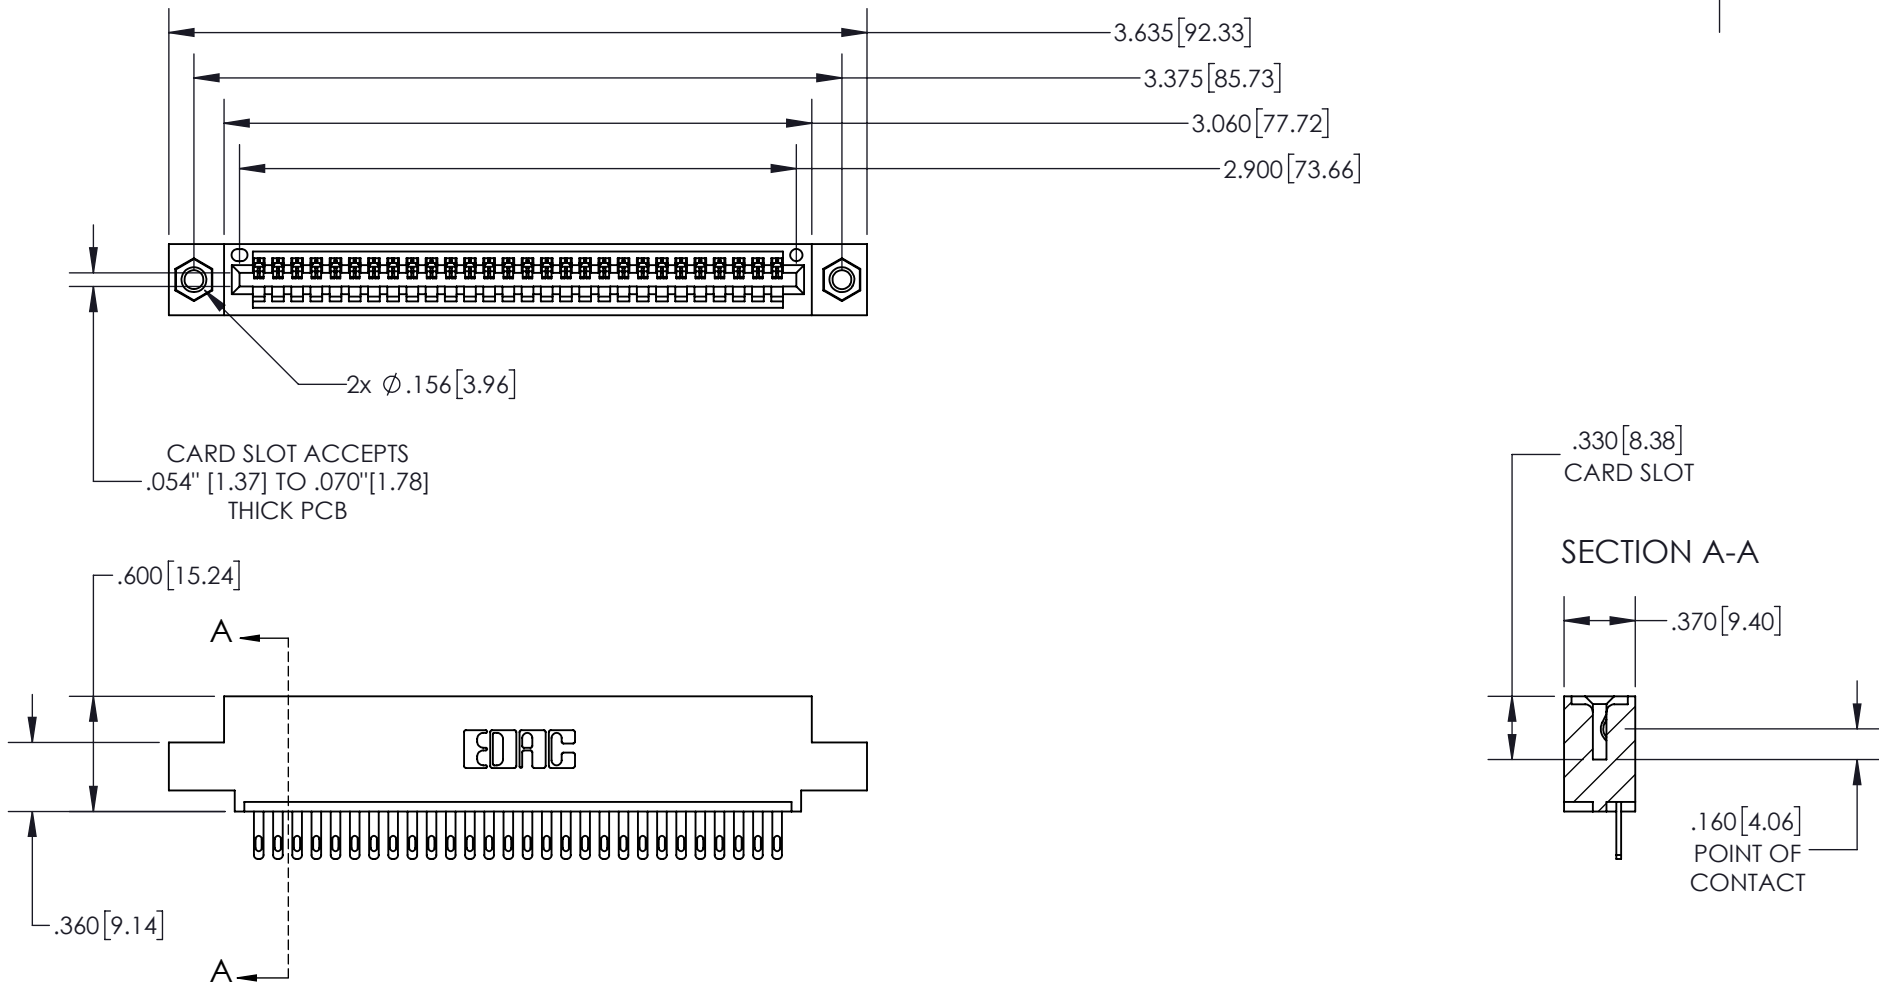 3.635[92.33]
3.375[85.73]
3.060[77.72]
2.900[73.66]
2x ∅.156[3.96]
CARD SLOT ACCEPTS
.054" [1.37] TO .070"[1.78]
THICK PCB
.330[8.38]
CARD SLOT
SECTION A-A
.600[15.24]
.370[9.40]
A
EDAC
.160[4.06]
POINT OF
CONTACT
.360[9.14]
A